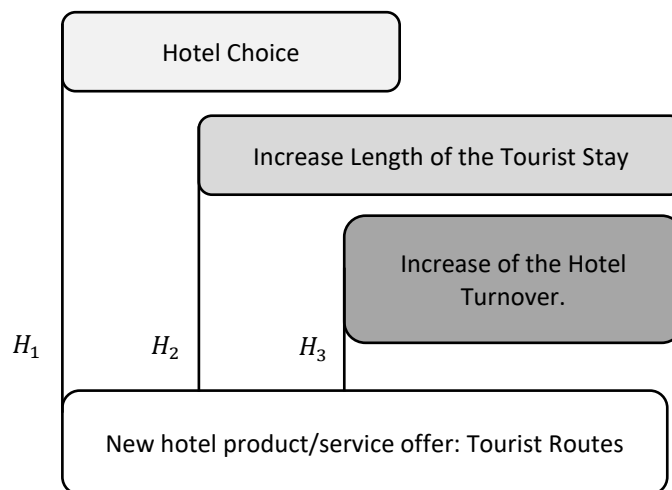 Hotel Choice
Increase Length of the Tourist Stay
Increase of the Hotel
Turnover.
H₁
H₂
H₃
New hotel product/service offer: Tourist Routes